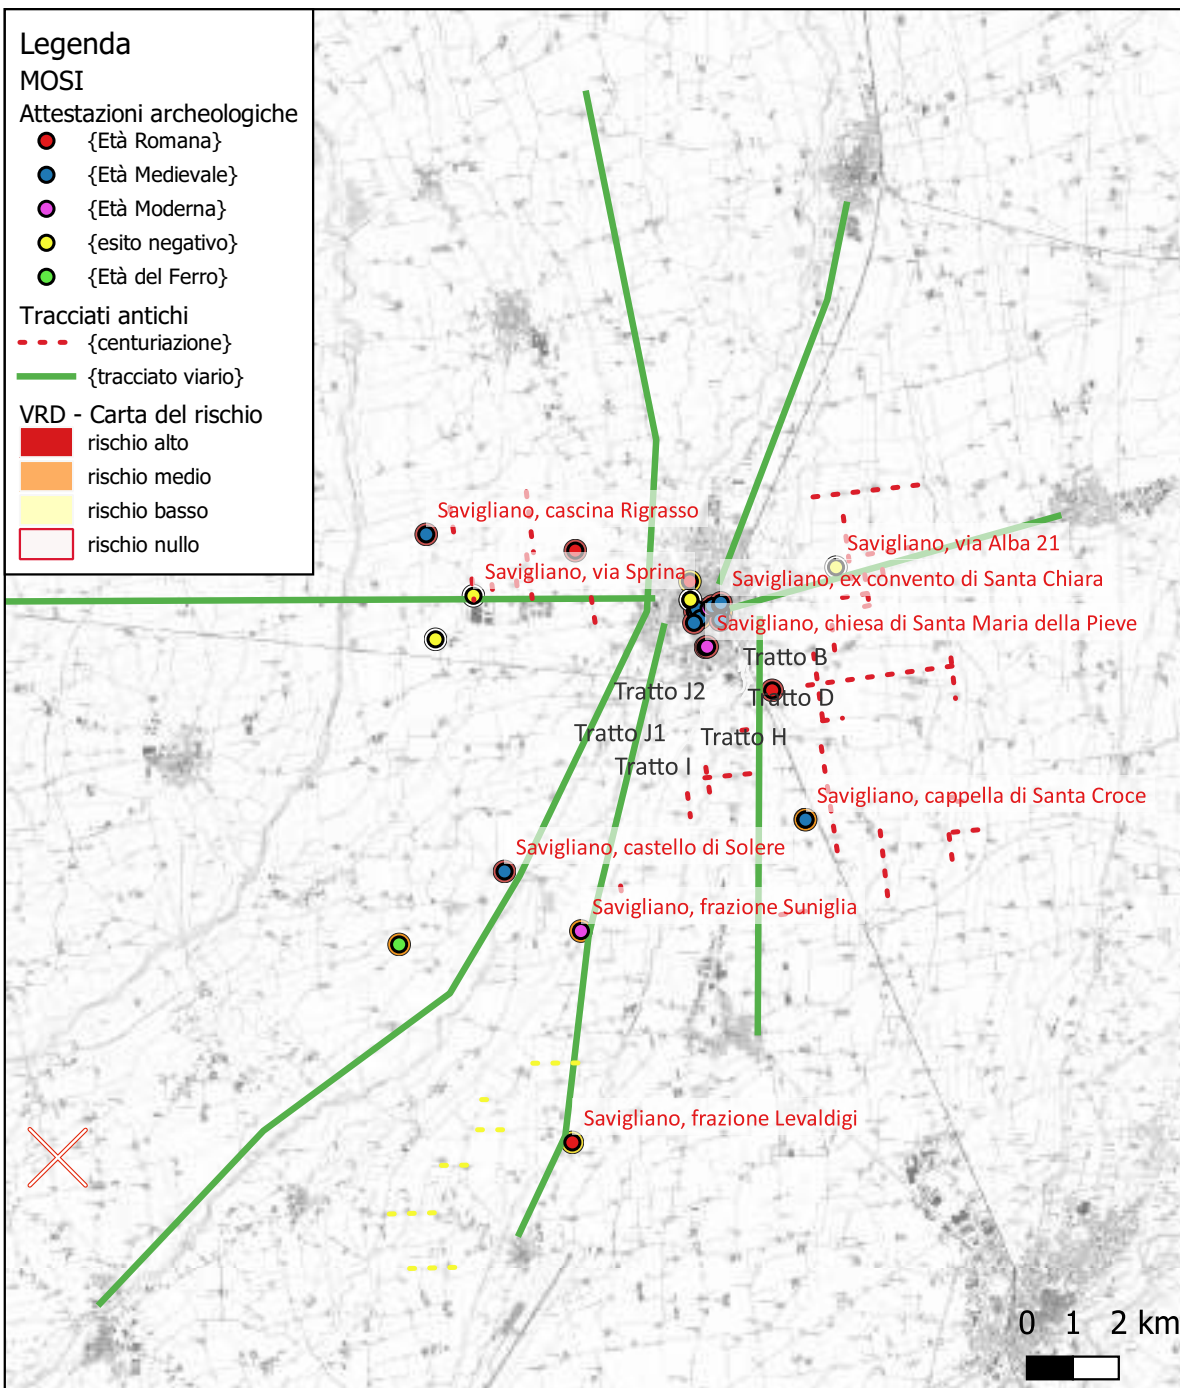 Legenda
MOSI
Attestazioni archeologiche
{Età Romana}
{Età Medievale}
{Età Moderna}
{esito negativo}
{Età del Ferro}
Tracciati antichi
{centuriazione}
{tracciato viario}
VRD - Carta del rischio
rischio alto
rischio medio
rischio basso
rischio nullo
Savigliano, cascina Rigrasso
Savigliano, via Alba 21
Savigliano, via Sprina
Savigliano, ex convento di Santa Chiara
Savigliano, chiesa di Santa Maria della Pieve
Tratto B
Tratto J2
Tratto D
Tratto J1
Tratto H
Tratto I
Savigliano, cappella di Santa Croce
Savigliano, castello di Solere
Savigliano, frazione Suniglia
Savigliano, frazione Levaldigi
0 1 2 km